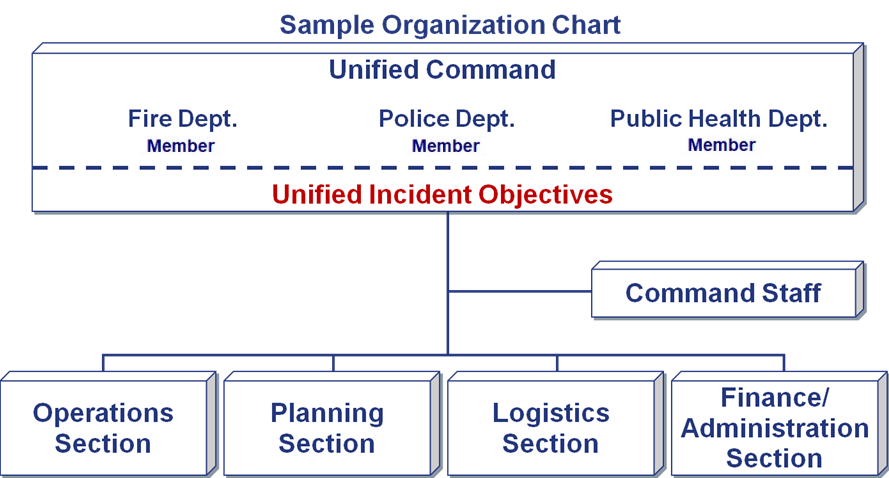 Sample Organization Chart
Unified Command
Fire Dept. Police Dept. Public Health Dept.
Member Member Member
Unified Incident Objectives
Command Staff
Operations
Section
Planning
Section
Logistics
Section
Finance/
Administration
Section